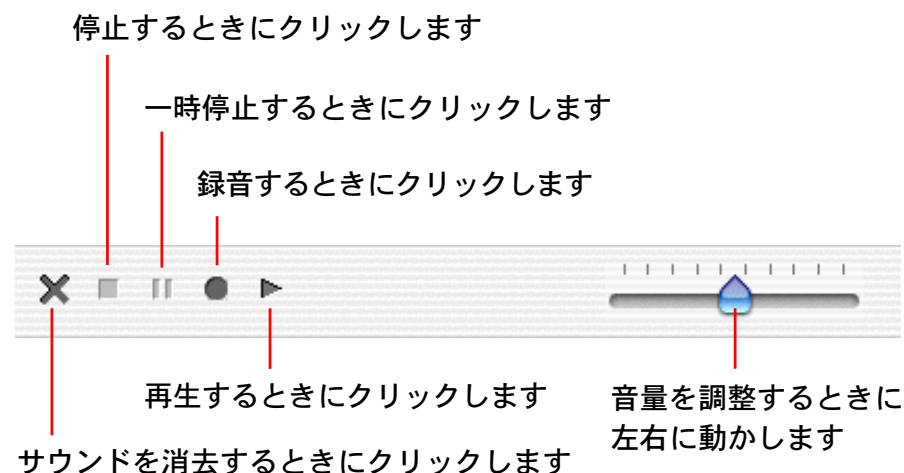 停止するときにクリックします
一時停止するときにクリックします
録音するときにクリックします
再生するときにクリックします
音量を調整するときに
左右に動かします
サウンドを消去するときにクリックします